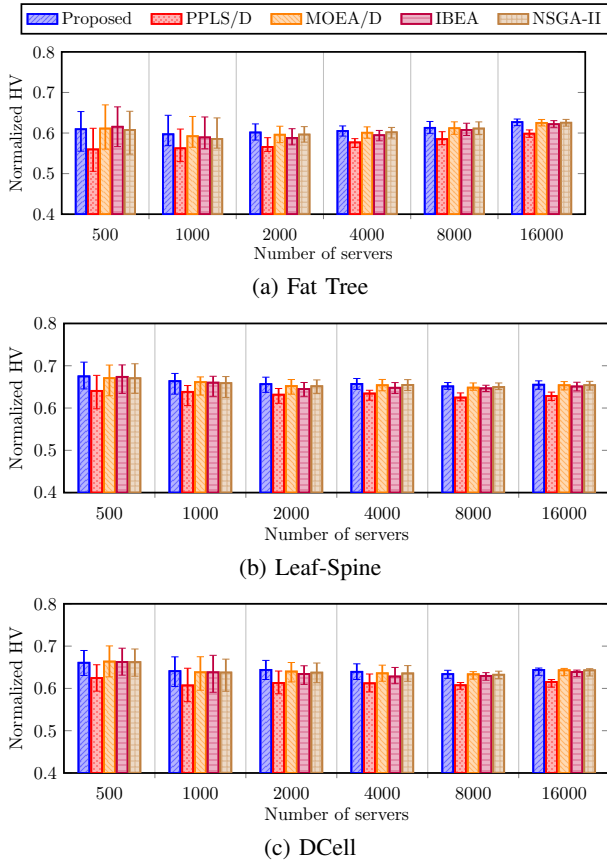 Proposed PPLS/D MOEA/D IBEA NSGA-II
0.8
0.7
0.6
0.5
0.4
Normalized HV
500 1000 2000 4000 8000 16000
Number of servers
(a) Fat Tree
0.8
0.7
0.6
0.5
0.4
Normalized HV
500 1000 2000 4000 8000 16000
Number of servers
(b) Leaf-Spine
0.8
0.7
0.6
0.5
0.4
Normalized HV
500 1000 2000 4000 8000 16000
Number of servers
(c) DCell